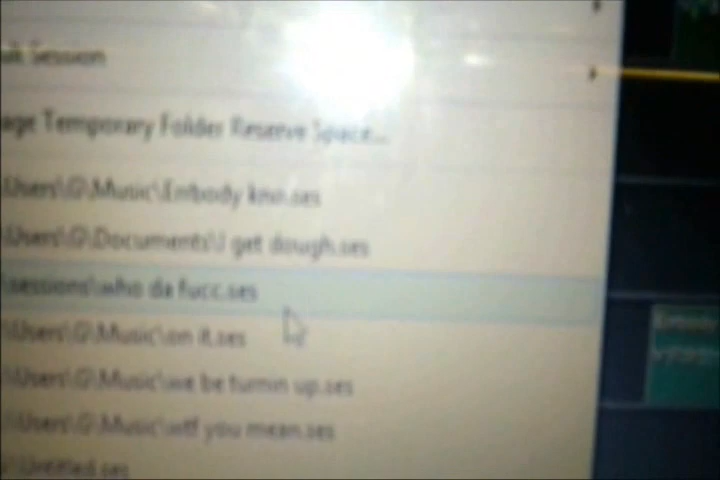 Session
age Temporary Folder Reserve Space...
\Users\G\Music\Enbody kno.ses
\Users\G\Documents\I get dough.ses
\sessions\who da fucc.ses
\Users\G\Music\on it.ses
\Users\G\Music\we be turnin up.ses
\Users\G\Music\wtf you mean.ses
\Untitled.ses